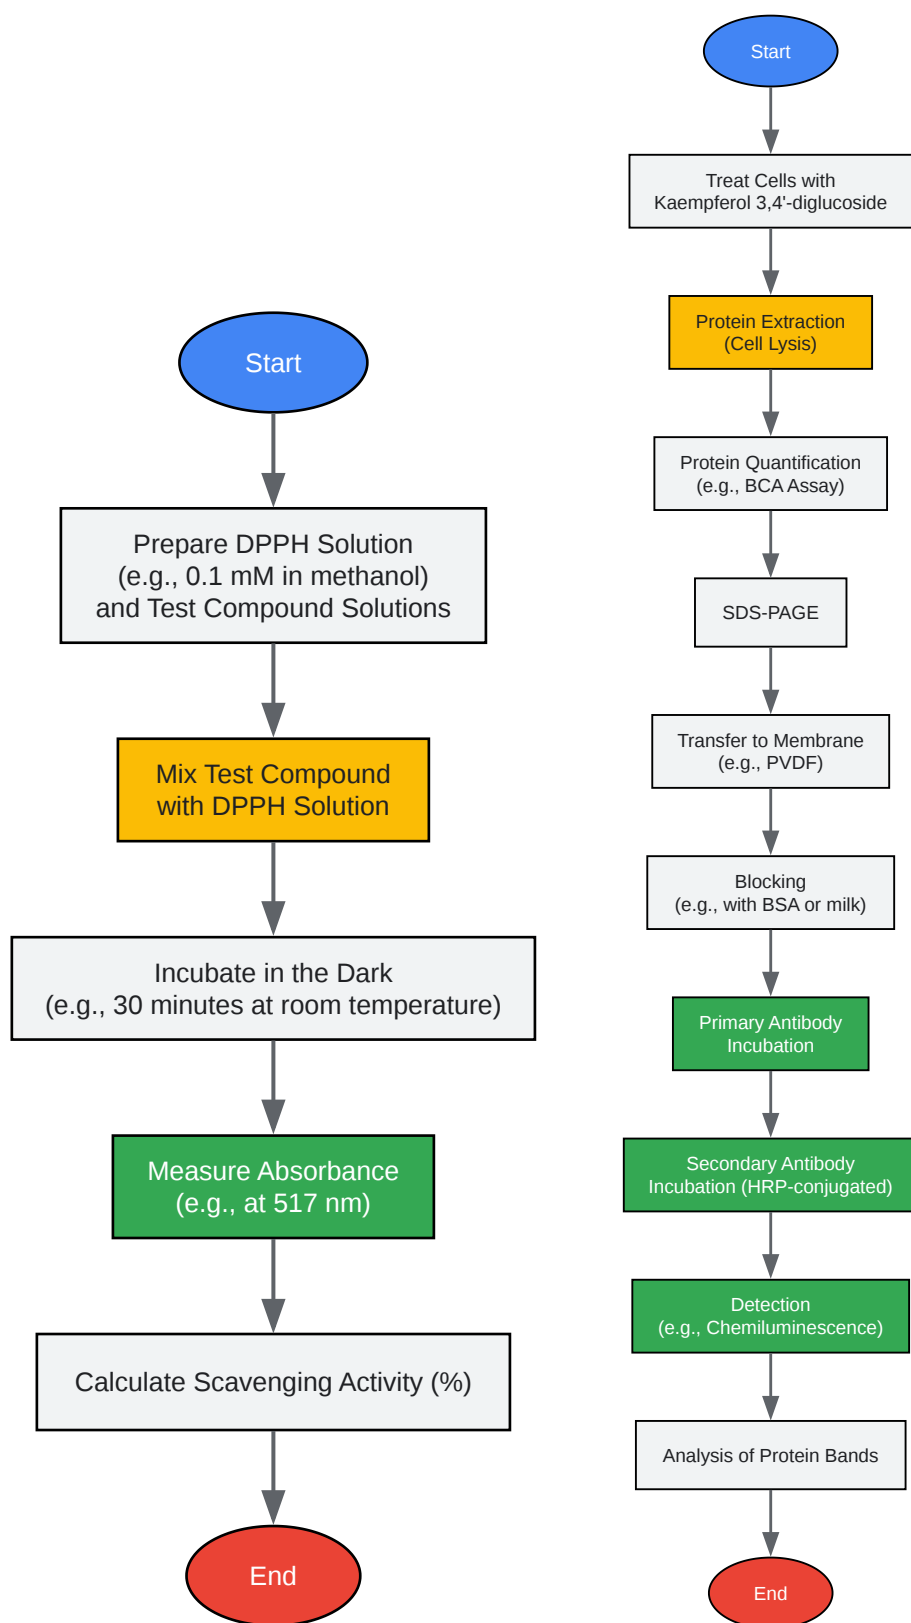 Start
Prepare DPPH Solution
(e.g., 0.1 mM in methanol)
and Test Compound Solutions
Mix Test Compound
with DPPH Solution
Incubate in the Dark
(e.g., 30 minutes at room temperature)
Measure Absorbance
(e.g., at 517 nm)
Calculate Scavenging Activity (%)
End
Start
Treat Cells with
Kaempferol 3,4'-diglucoside
Protein Extraction
(Cell Lysis)
Protein Quantification
(e.g., BCA Assay)
SDS-PAGE
Transfer to Membrane
(e.g., PVDF)
Blocking
(e.g., with BSA or milk)
Primary Antibody
Incubation
Secondary Antibody
Incubation (HRP-conjugated)
Detection
(e.g., Chemiluminescence)
Analysis of Protein Bands
End